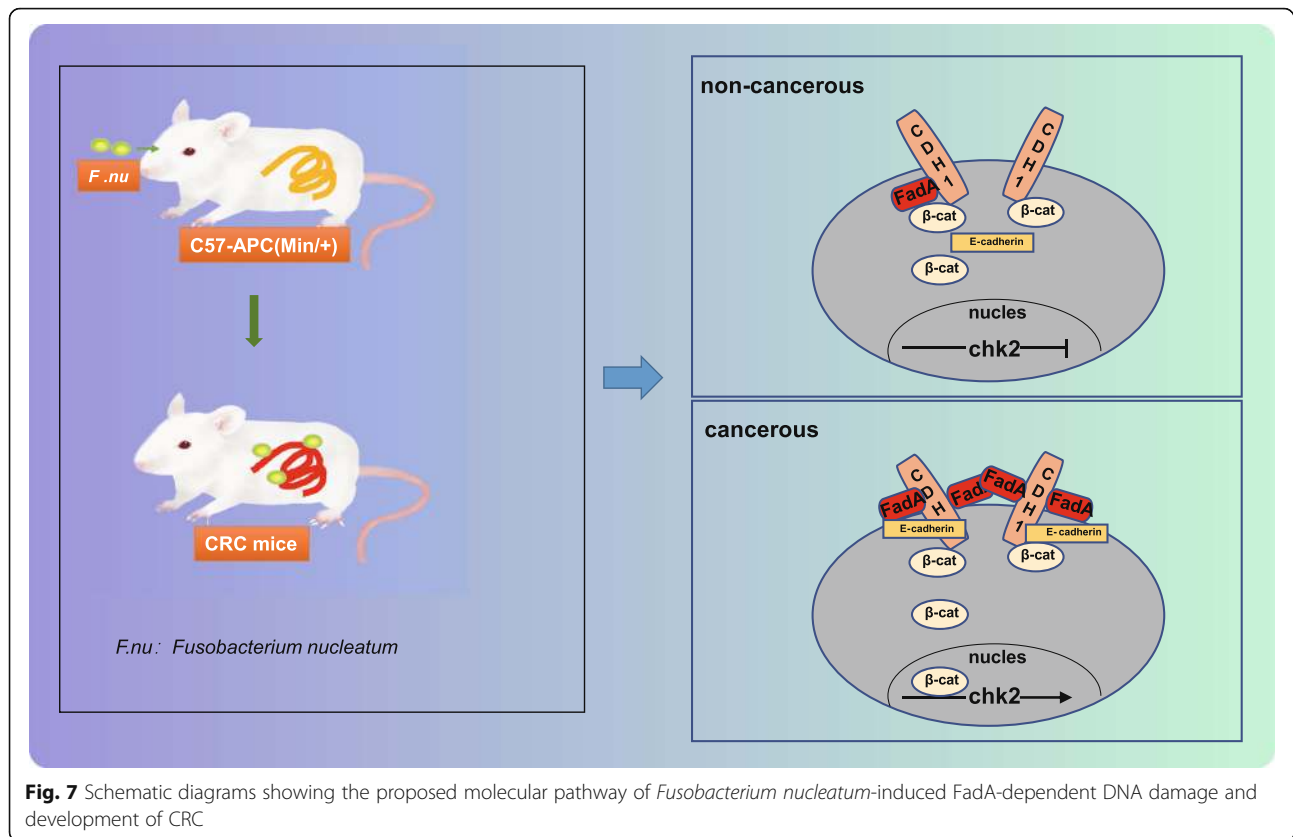 F .nu
C57-APC(Min/+)
CRC mice
F.nu: Fusobacterium nucleatum
non-cancerous
CDH1
CDH1
FadA
β-cat
β-cat
E-cadherin
β-cat
nucles
chk2
cancerous
CDH
CDH1
FadA
Fad
FadA
FadA
E-cadherin
E-cadherin
β-cat
β-cat
β-cat
nucles
β-cat
chk2
Fig. 7 Schematic diagrams showing the proposed molecular pathway of Fusobacterium nucleatum-induced FadA-dependent DNA damage and
development of CRC